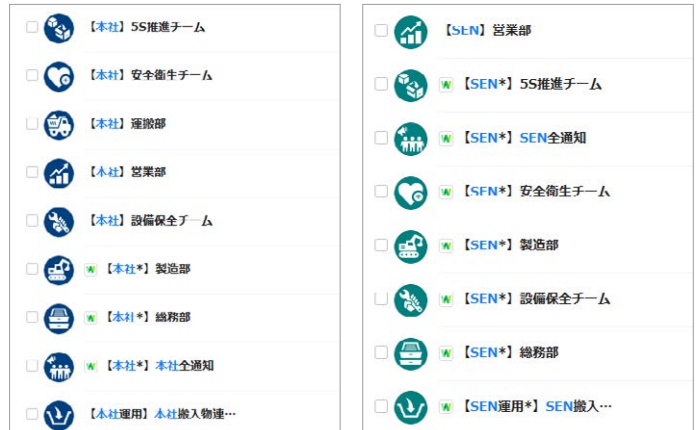 【本社】5S推進チーム
【本社】安全衛生チーム
【本社】運搬部
【本社】営業部
【本社】設備保全チーム
【本社*】製造部
【本社*】総務部
【本社*】本社全通知
【本社運用】本社搬入物連…
【SEN】営業部
【SEN*】5S推進チーム
【SEN*】SEN全通知
【SEN*】安全衛生チーム
【SEN*】製造部
【SEN*】設備保全チーム
【SEN*】総務部
【SEN運用*】SEN搬入…